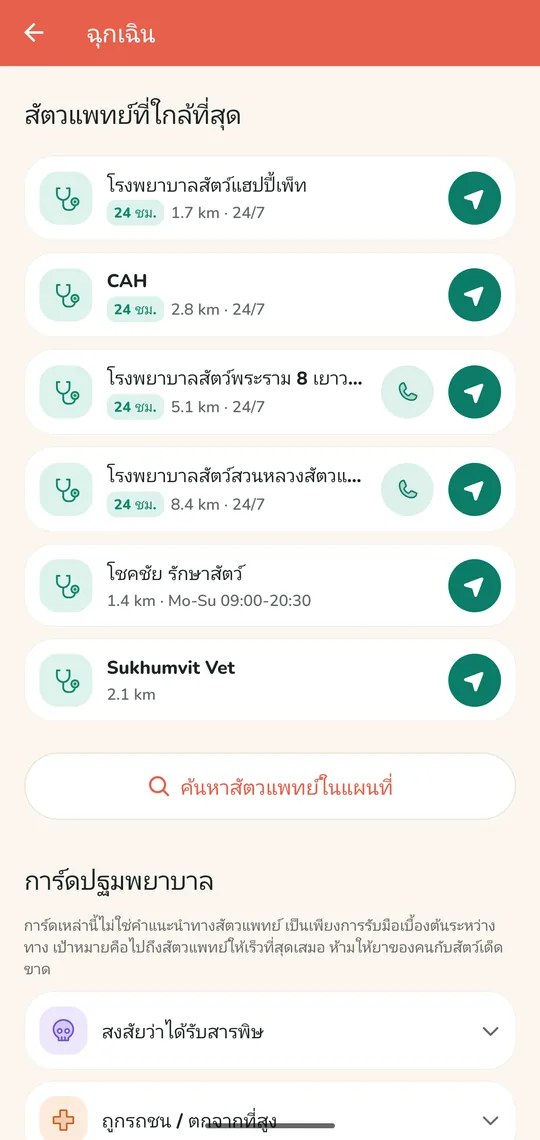 ฉุกเฉิน
สัตวแพทย์ที่ใกล้ที่สุด
โรงพยาบาลสัตว์แฮปปี้เพ็ท
24 ชม. 1.7 km · 24/7
CAH
24 ชม. 2.8 km · 24/7
โรงพยาบาลสัตว์พระราม 8 เยาว...
24 ชม. 5.1 km · 24/7
โรงพยาบาลสัตว์สวนหลวงสัตวแ...
24 ชม. 8.4 km · 24/7
โชคชัย รักษาสัตว์
1.4 km · Mo-Su 09:00-20:30
Sukhumvit Vet
2.1 km
ค้นหาสัตวแพทย์ในแผนที่
การ์ดปฐมพยาบาล
การ์ดเหล่านี้ไม่ใช่คำแนะนำทางสัตวแพทย์ เป็นเพียงการรับมือเบื้องต้นระหว่าง
ทาง เป้าหมายคือไปถึงสัตวแพทย์ให้เร็วที่สุดเสมอ ห้ามให้ยาของคนกับสัตว์เด็ด
ขาด
สงสัยว่าได้รับสารพิษ
ถูกรถชน / ตกจากที่สูง